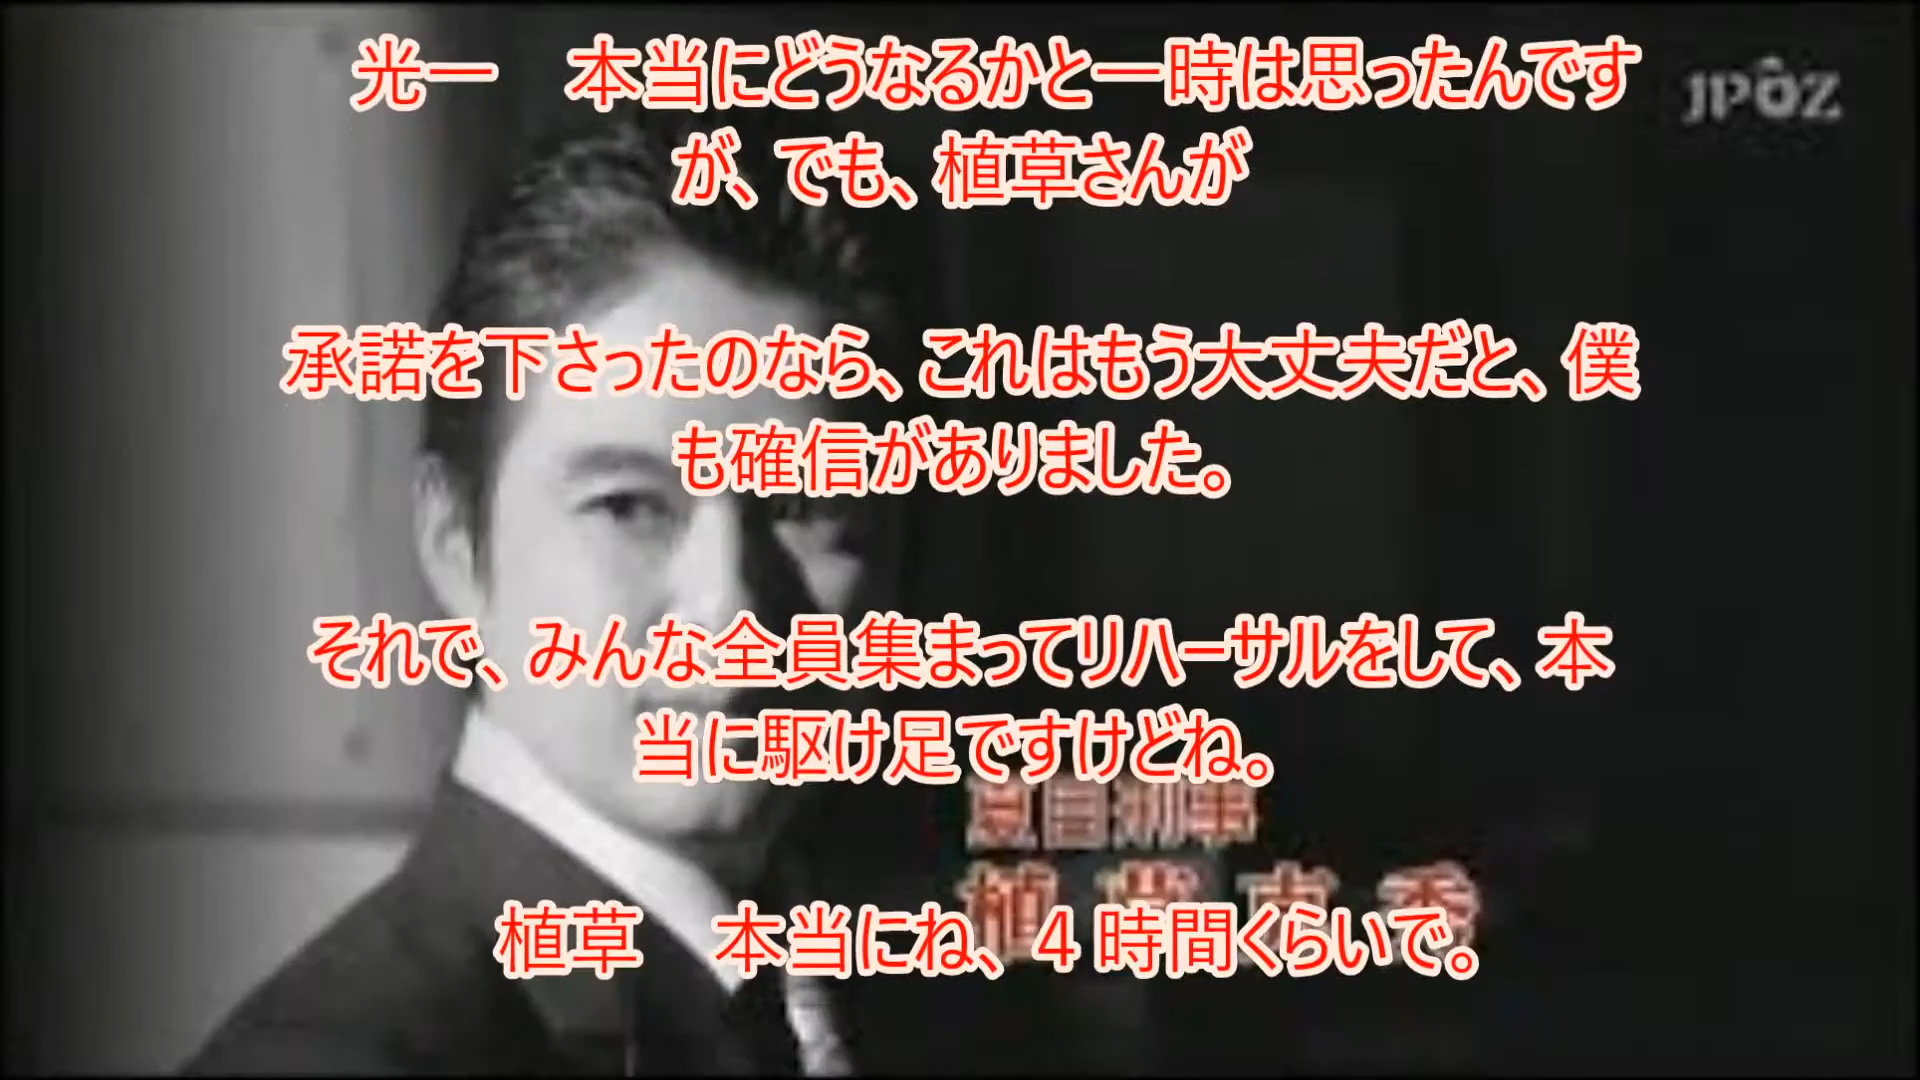 光一　本当にどうなるかと一時は思ったんです
JPOZ
が、でも、植草さんが
承諾を下さったのなら、これはもう大丈夫だと、僕
も確信がありました。
それで、みんな全員集まってリハーサルをして、本
当に駆け足ですけどね。
夏目刑事
植草　本当にね、４時間くらいで。